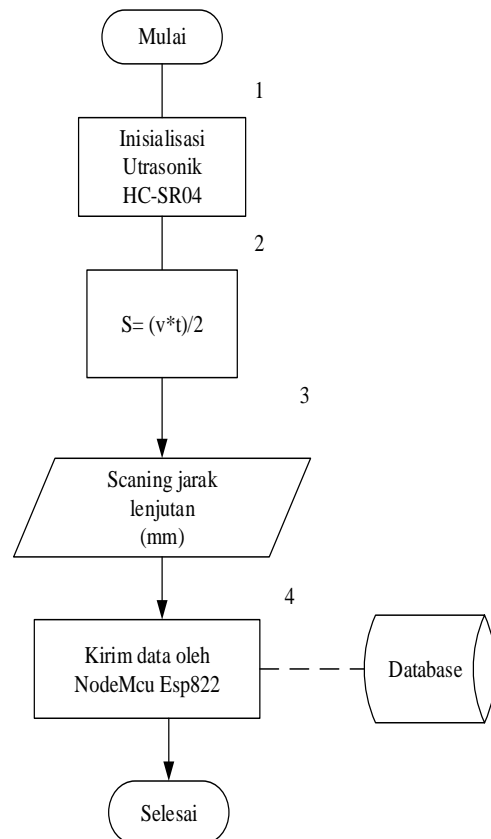 Mulai
1
Inisialisasi
Utrasonik
HC-SR04
2
S= (v*t)/2
3
Scaning jarak
lenjutan
(mm)
4
Kirim data oleh
NodeMcu Esp822
Database
Selesai